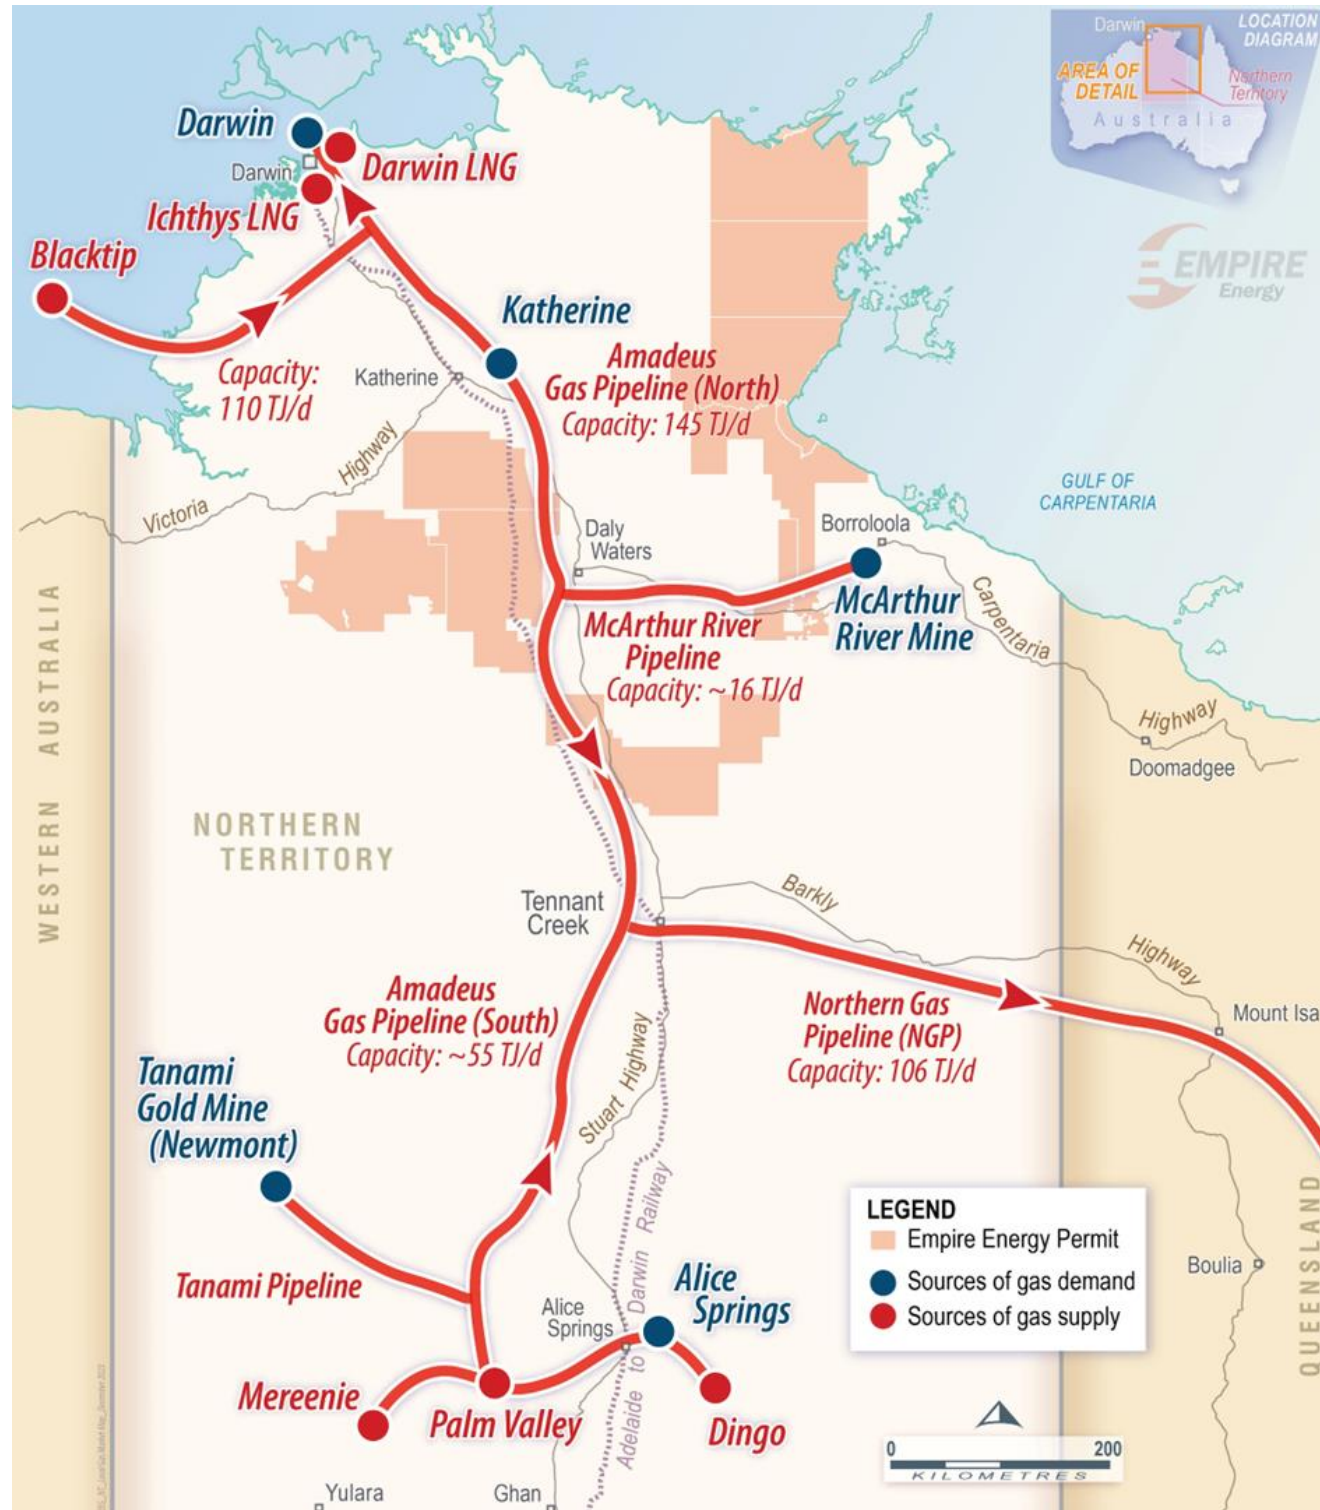 Darwin
LOCATION
DIAGRAM
AREA OF
DETAIL
Northern
Territory
Australia
Darwin
Darwin LNG
Darwin
Ichthys LNG
Blacktip
EMPIRE
Energy
Katherine
Capacity:
110 TJ/d
Katherine
Amadeus
Gas Pipeline (North)
Capacity: 145 TJ/d
Victoria
Highway
GULF OF
CARPENTARIA
Daly
Waters
Borroloola
McArthur
River Mine
Carpentaria
Highway
Doomadgee
McArthur River
Pipeline
Capacity: ~16 TJ/d
WESTERN AUSTRALIA
NORTHERN
TERRITORY
Tennant
Creek
Barkly
Highway
Mount Isa
Amadeus
Gas Pipeline (South)
Capacity: ~55 TJ/d
Northern Gas
Pipeline (NGP)
Capacity: 106 TJ/d
Stuart Highway
Tanami
Gold Mine
(Newmont)
Tanami Pipeline
Adelaide to Darwin Railway
Alice
Springs
Alice
Springs
Mereenie
Palm Valley
Dingo
LEGEND
Empire Energy Permit
Sources of gas demand
Sources of gas supply
Boulia
QUEENSLAND
0 200
KILOMETRES
Yulara
Ghan